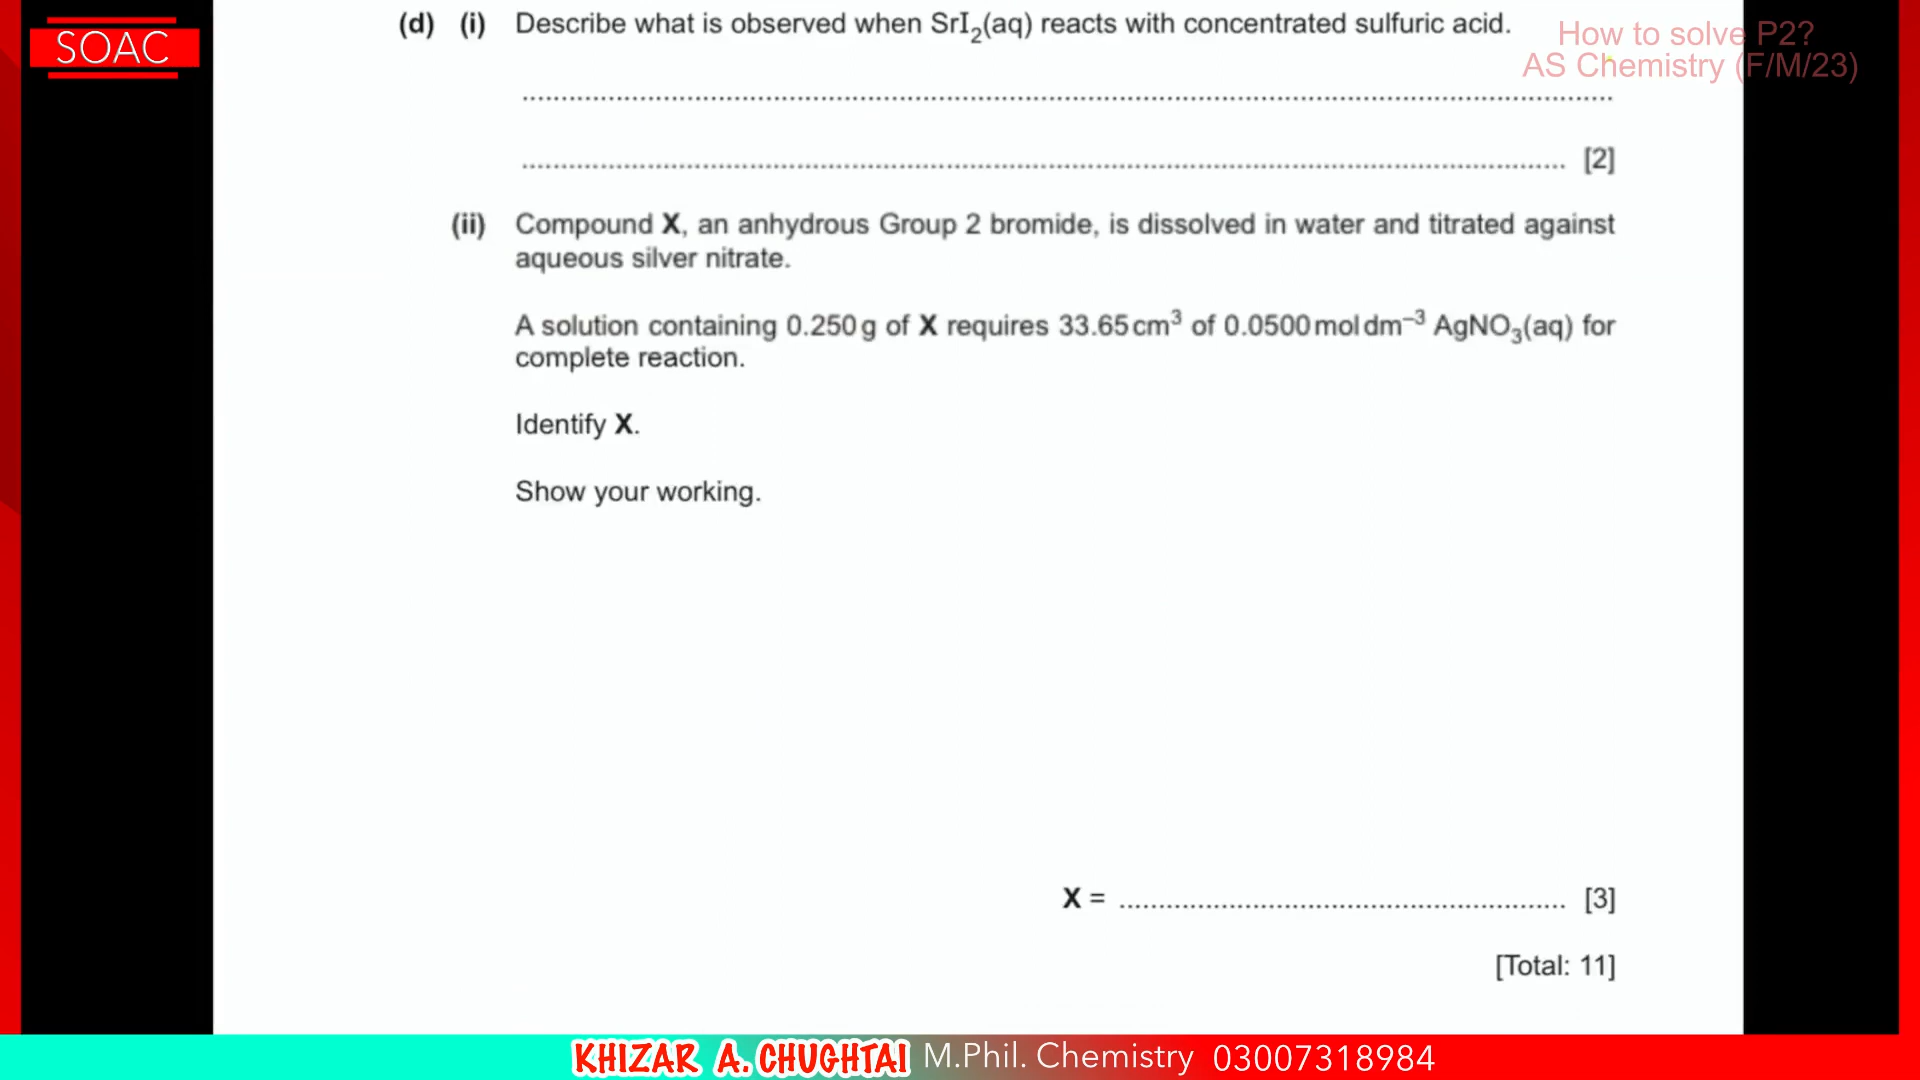 SOAC
How to solve P2?
AS Chemistry (F/M/23)
(d) (i) Describe what is observed when SrI₂(aq) reacts with concentrated sulfuric acid.
[2]
(ii) Compound X, an anhydrous Group 2 bromide, is dissolved in water and titrated against
aqueous silver nitrate.
A solution containing 0.250 g of X requires 33.65 cm³ of 0.0500 mol dm⁻³ AgNO₃(aq) for
complete reaction.
Identify X.
Show your working.
X = ........................................................ [3]
[Total: 11]
KHIZAR A. CHUGHTAI M.Phil. Chemistry 03007318984